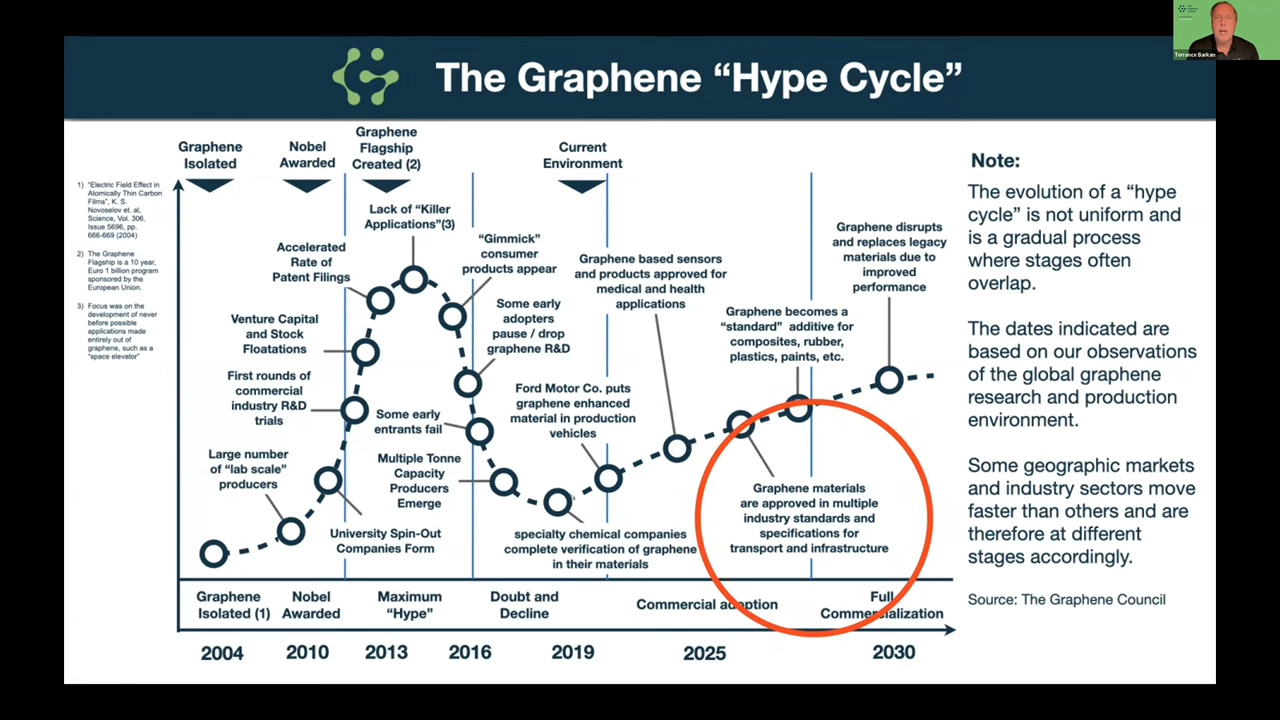 Terrance Barkan
The Graphene “Hype Cycle”
Graphene
Isolated
Nobel
Awarded
Graphene
Flagship
Created (2)
Current
Environment
1) "Electric Field Effect in
Atomically Thin Carbon
Films", K. S.
Novoselov et. al,
Science, Vol. 306,
Issue 5696, pp.
666-669 (2004)
2) The Graphene
Flagship is a 10 year,
Euro 1 billion program
sponsored by the
European Union.
3) Focus was on the
development of never
before possible
applications made
entirely out of
graphene, such as a
"space elevator"
Lack of “Killer
Applications”(3)
Accelerated
Rate of
Patent Filings
Venture Capital
and Stock
Floatations
First rounds of
commercial
industry R&D
trials
Large number
of “lab scale”
producers
University Spin-Out
Companies Form
“Gimmick”
consumer
products appear
Some early
adopters
pause / drop
graphene R&D
Some early
entrants fail
Multiple Tonne
Capacity
Producers
Emerge
Ford Motor Co. puts
graphene enhanced
material in production
vehicles
specialty chemical companies
complete verification of graphene
in their materials
Graphene based sensors
and products approved for
medical and health
applications
Graphene becomes a
“standard” additive for
composites, rubber,
plastics, paints, etc.
Graphene disrupts
and replaces legacy
materials due to
improved
performance
Graphene materials
are approved in multiple
industry standards and
specifications for
transport and infrastructure
Graphene
Isolated (1)
Nobel
Awarded
Maximum
“Hype”
Doubt and
Decline
Commercial adoption
Full
Commercialization
2004
2010
2013
2016
2019
2025
2030
Note:
The evolution of a “hype
cycle” is not uniform and
is a gradual process
where stages often
overlap.
The dates indicated are
based on our observations
of the global graphene
research and production
environment.
Some geographic markets
and industry sectors move
faster than others and are
therefore at different
stages accordingly.
Source: The Graphene Council